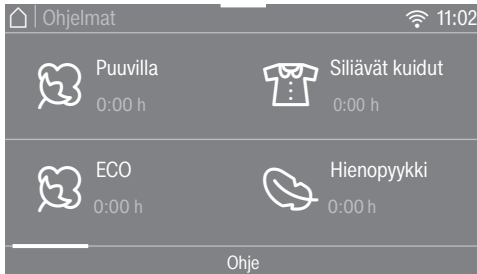 Ohjelmat 11:02
Puuvilla
0:00 h
Siliävät kuidut
0:00 h
ECO
0:00 h
Hienopyykki
0:00 h
Ohje